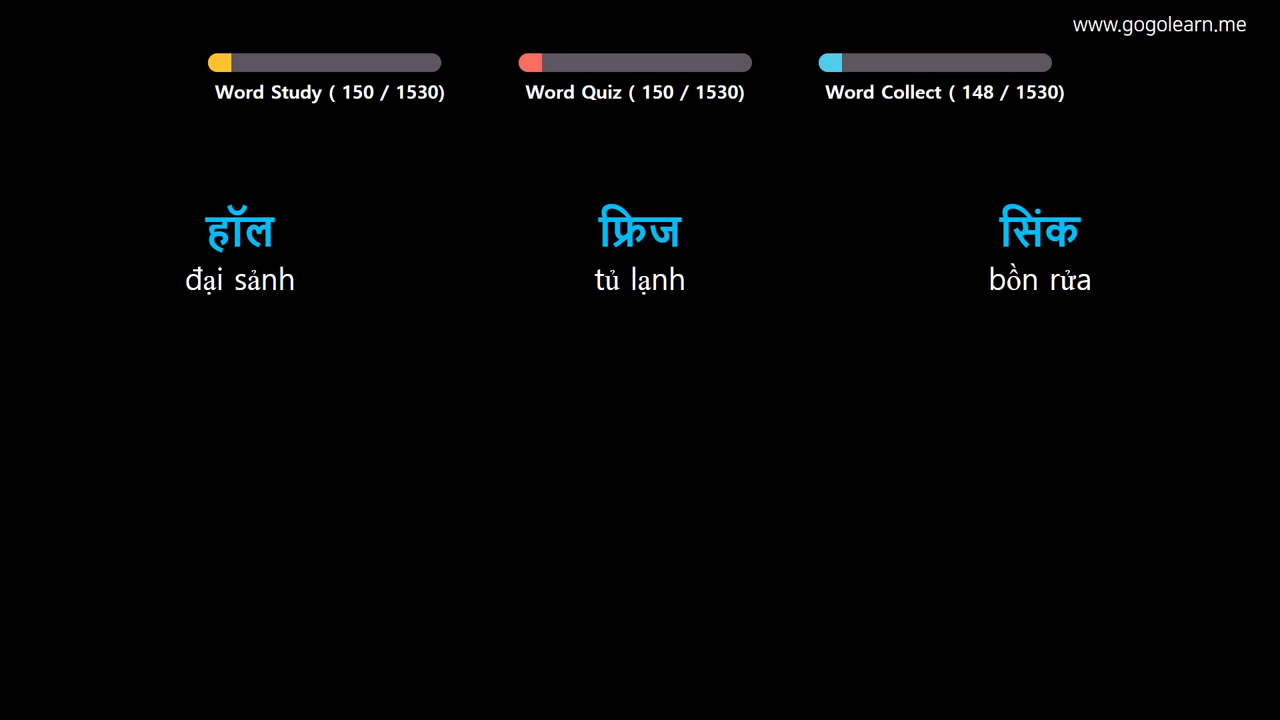 www.gogolearn.me
Word Study ( 150 / 1530)
Word Quiz ( 150 / 1530)
Word Collect ( 148 / 1530)
हॉल
đại sảnh
फ्रिज
tủ lạnh
सिंक
bồn rửa